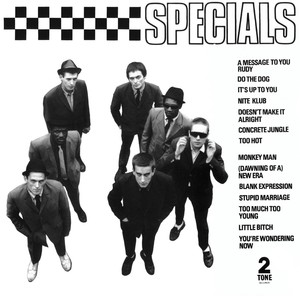 SPECIALS
A MESSAGE TO YOU
RUDY
DO THE DOG
IT'S UP TO YOU
NITE KLUB
DOESN'T MAKE IT
ALRIGHT
CONCRETE JUNGLE
TOO HOT
MONKEY MAN
(DAWNING OF A)
NEW ERA
BLANK EXPRESSION
STUPID MARRIAGE
TOO MUCH TOO
YOUNG
LITTLE BITCH
YOU'RE WONDERING
NOW
2
TONE